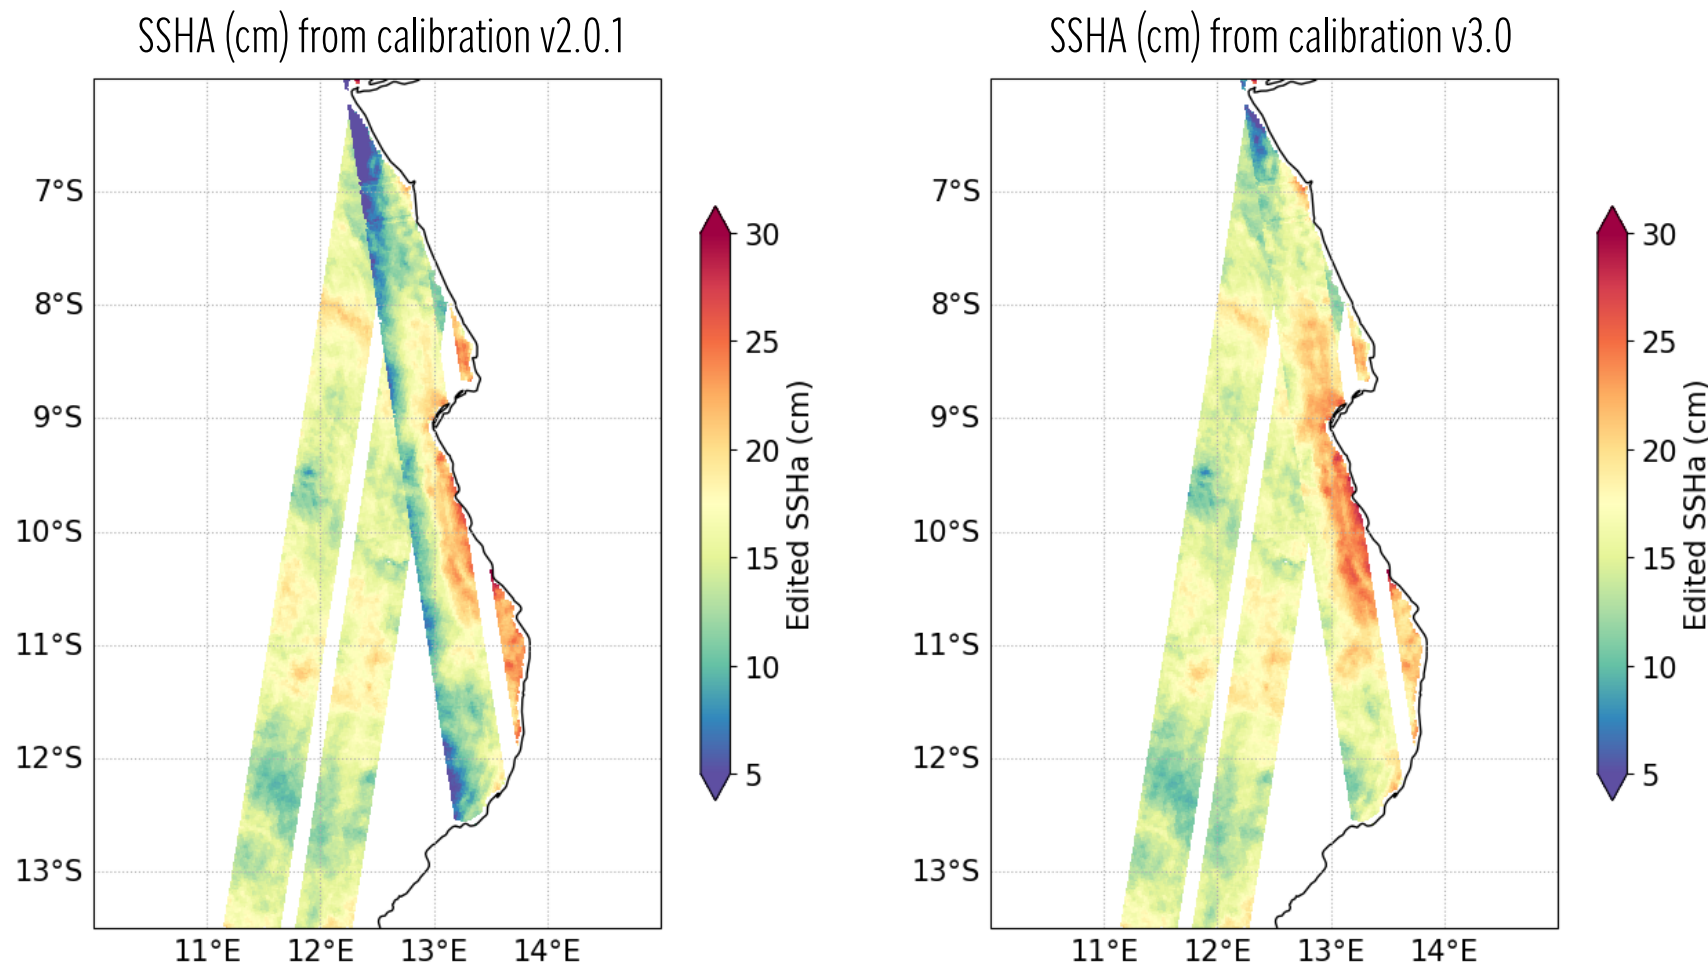 SSHA (cm) from calibration v2.0.1
7°S
8°S
9°S
10°S
11°S
12°S
13°S
11°E 12°E 13°E 14°E
30
25
20
15
10
5
Edited SSHa (cm)
SSHA (cm) from calibration v3.0
7°S
8°S
9°S
10°S
11°S
12°S
13°S
11°E 12°E 13°E 14°E
30
25
20
15
10
5
Edited SSHa (cm)